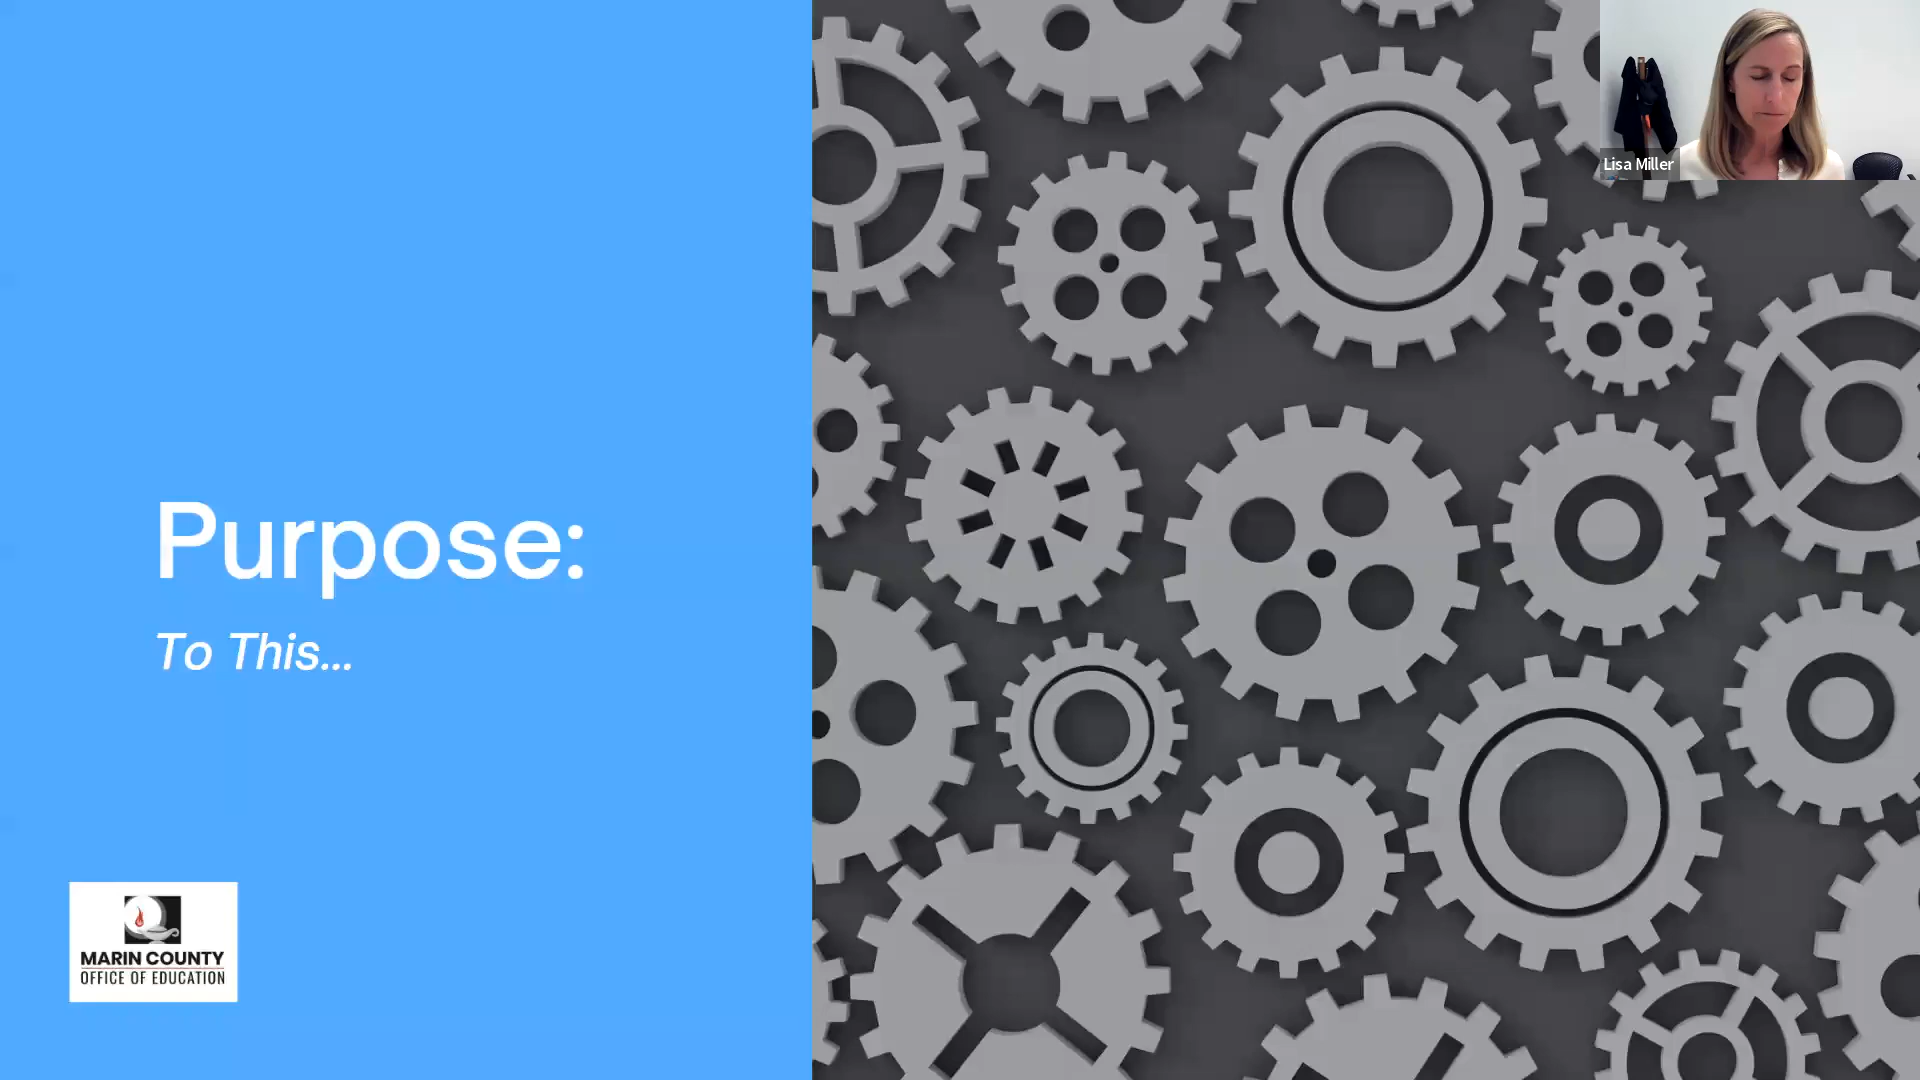 Lisa Miller
Purpose:
To This...
MARIN COUNTY
OFFICE OF EDUCATION